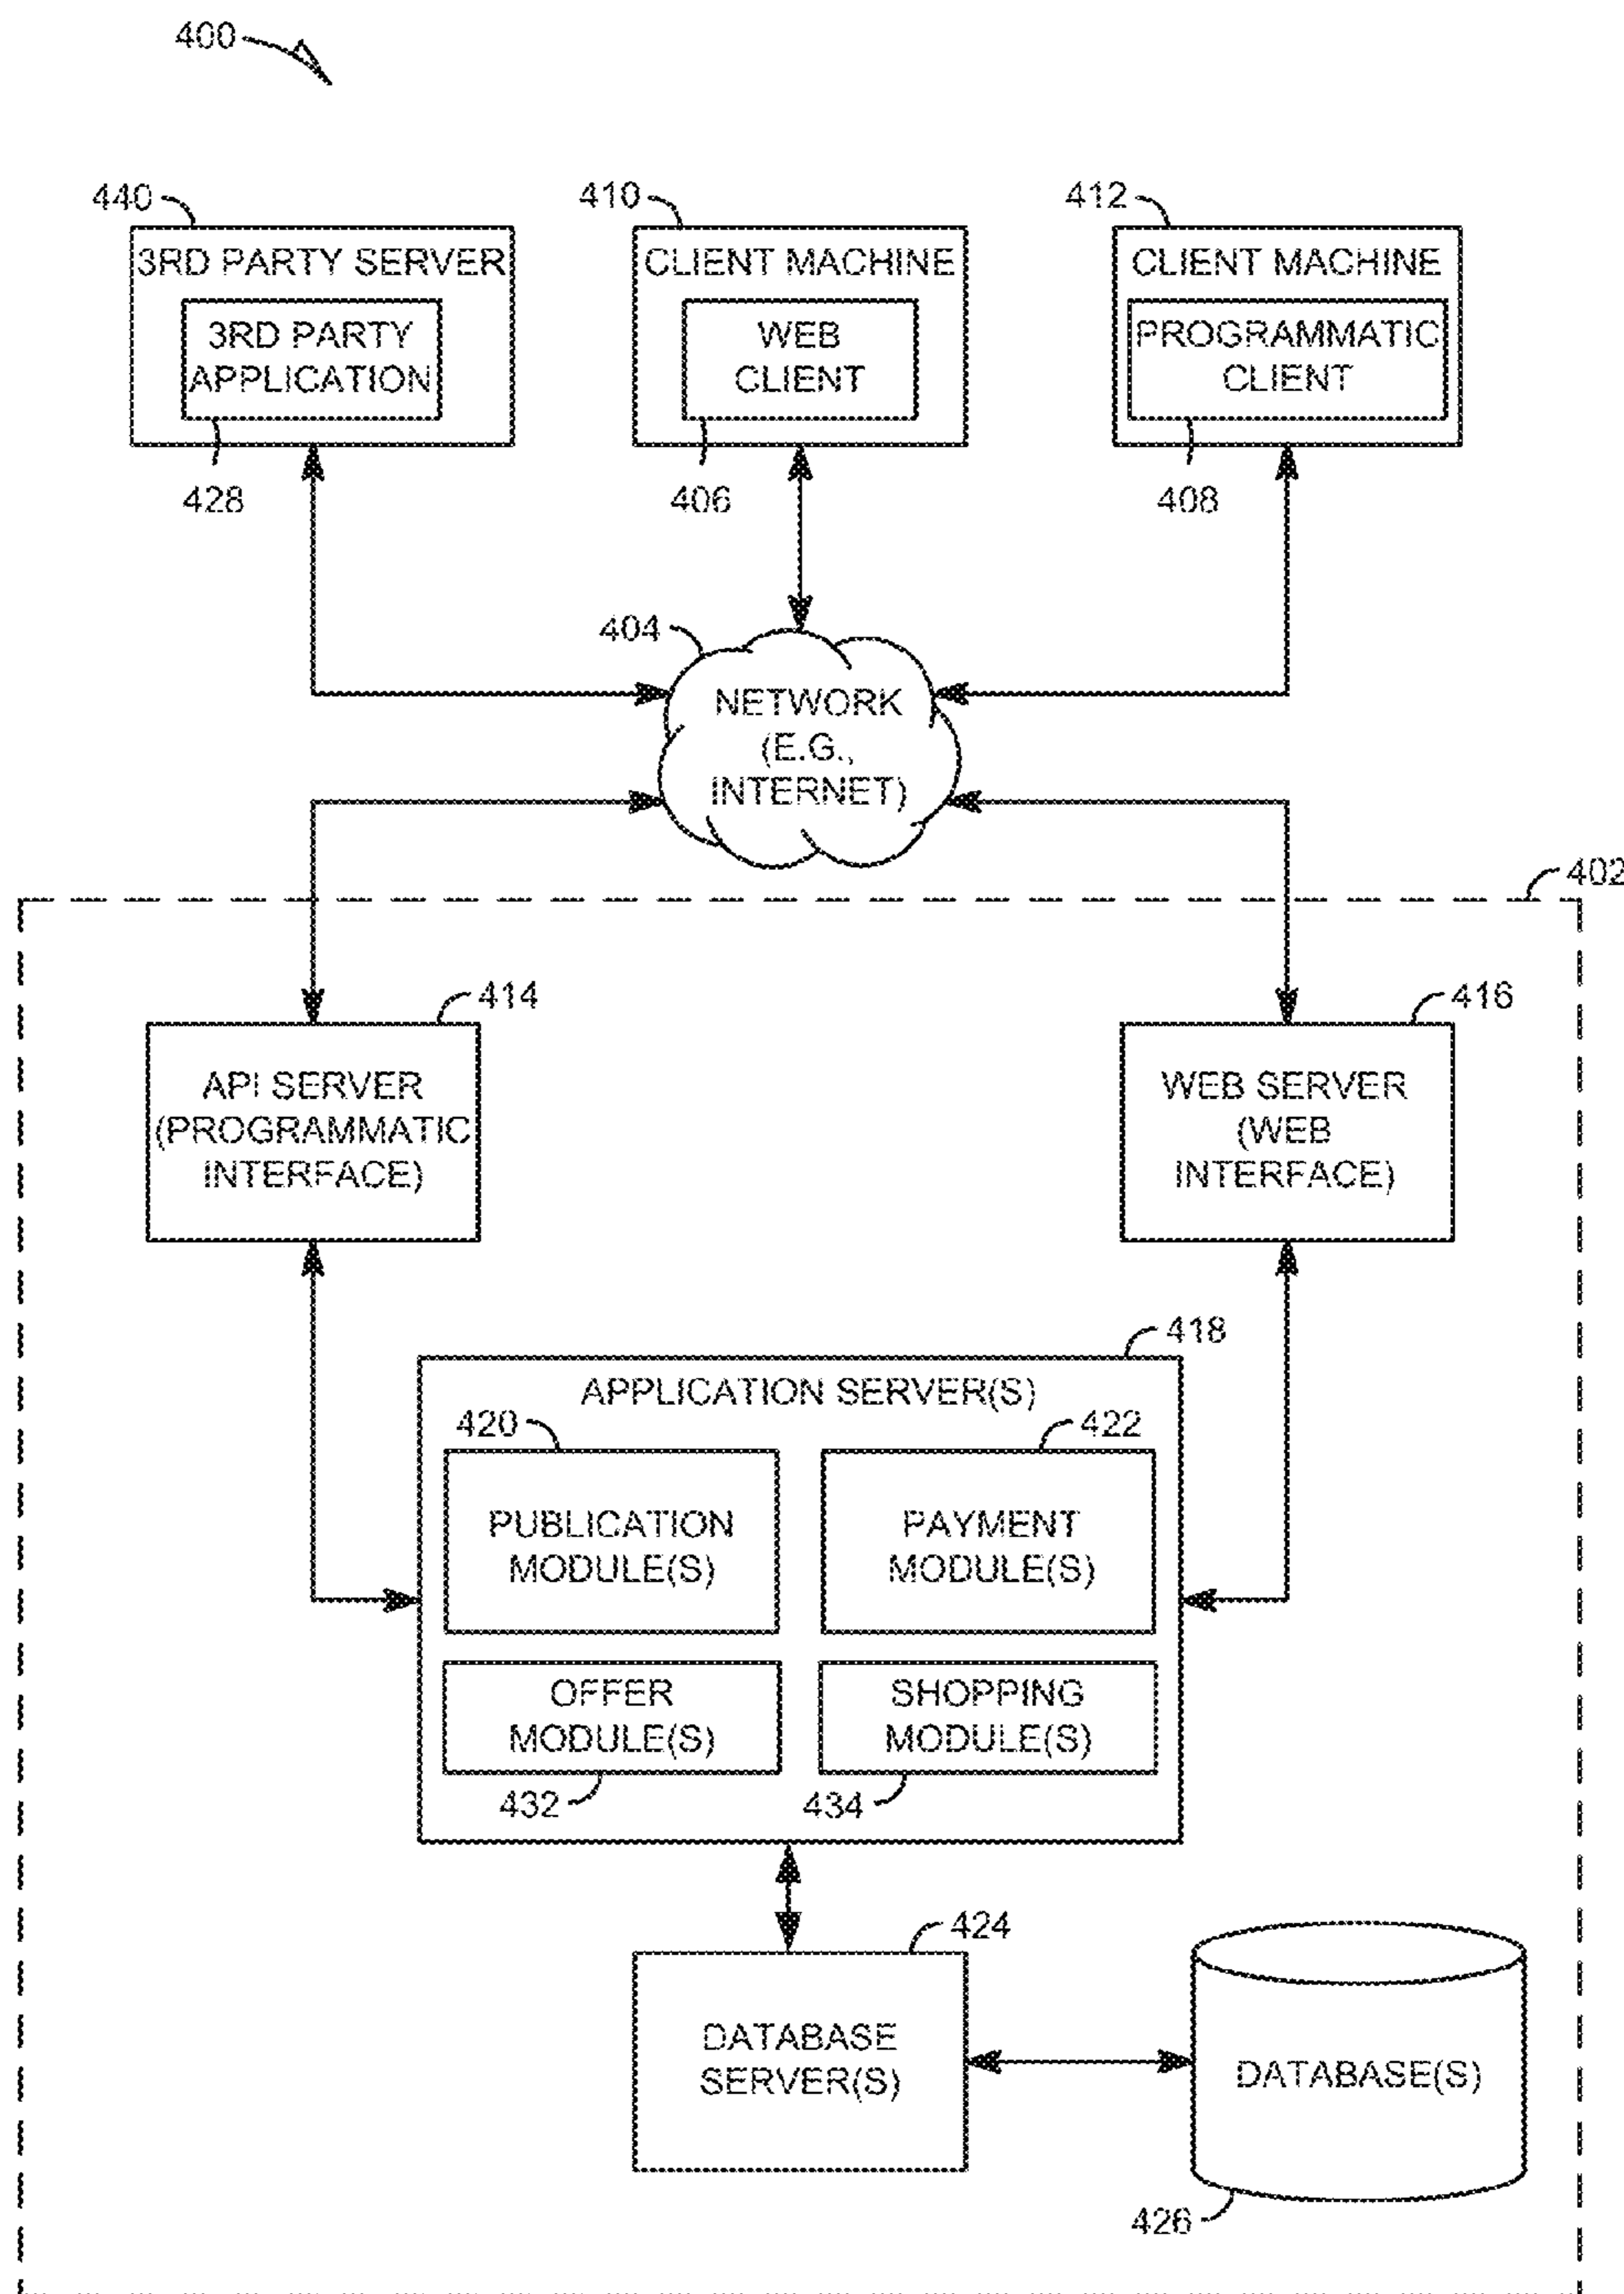 400
440
3RD PARTY SERVER
3RD PARTY
APPLICATION
428
410
CLIENT MACHINE
WEB
CLIENT
406
412
CLIENT MACHINE
PROGRAMMATIC
CLIENT
408
404
NETWORK
(E.G.,
INTERNET)
402
414
API SERVER
(PROGRAMMATIC
INTERFACE)
416
WEB SERVER
(WEB
INTERFACE)
418
APPLICATION SERVER(S)
420
PUBLICATION
MODULE(S)
422
PAYMENT
MODULE(S)
OFFER
MODULE(S)
432
SHOPPING
MODULE(S)
434
424
DATABASE
SERVER(S)
DATABASE(S)
426